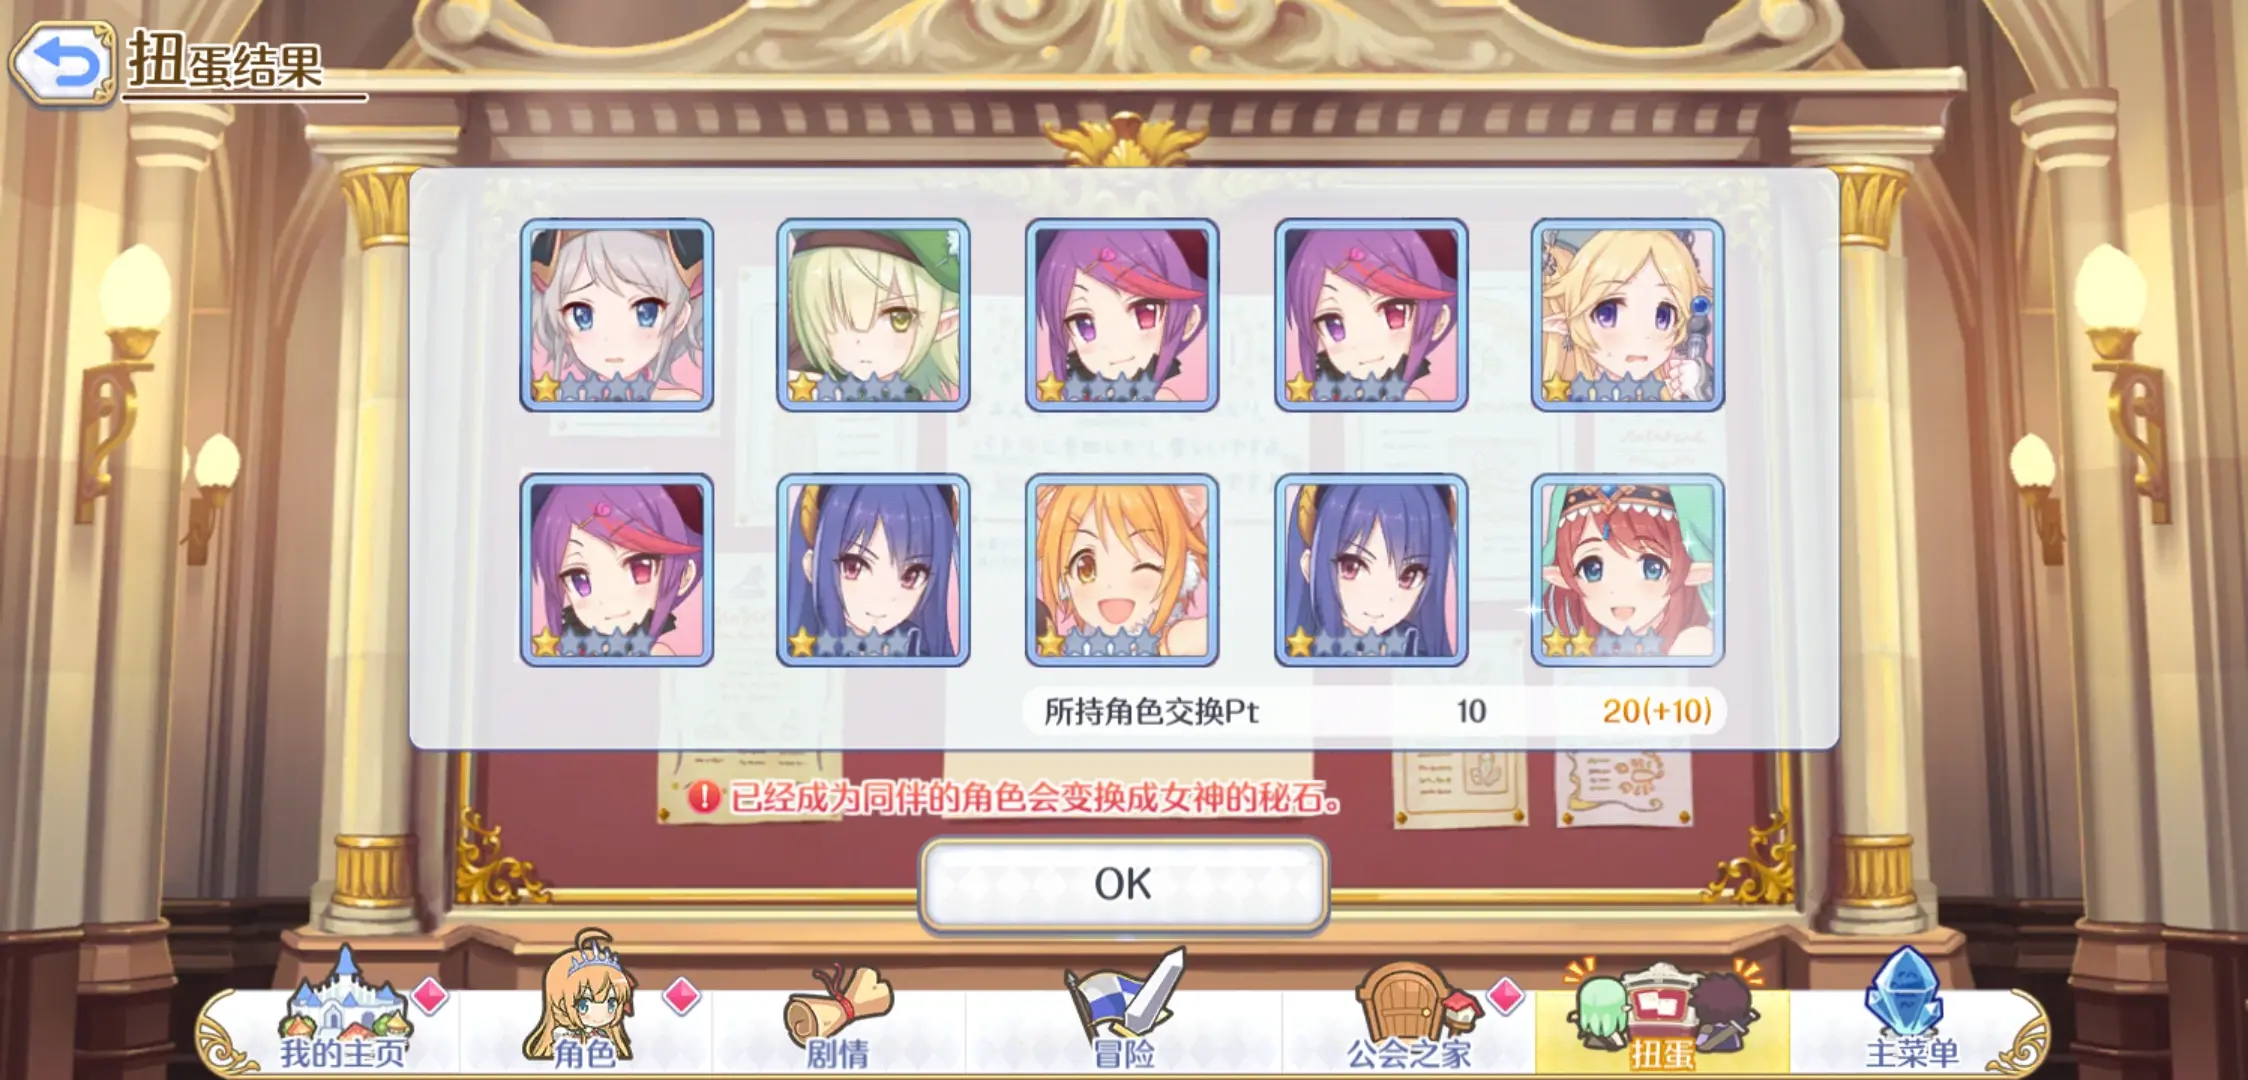 扭蛋结果
所持角色交换Pt 10 20(+10)
已经成为同伴的角色会变换成女神的秘石。
OK
我的主页 角色 剧情 冒险 公会之家 扭蛋 主菜单